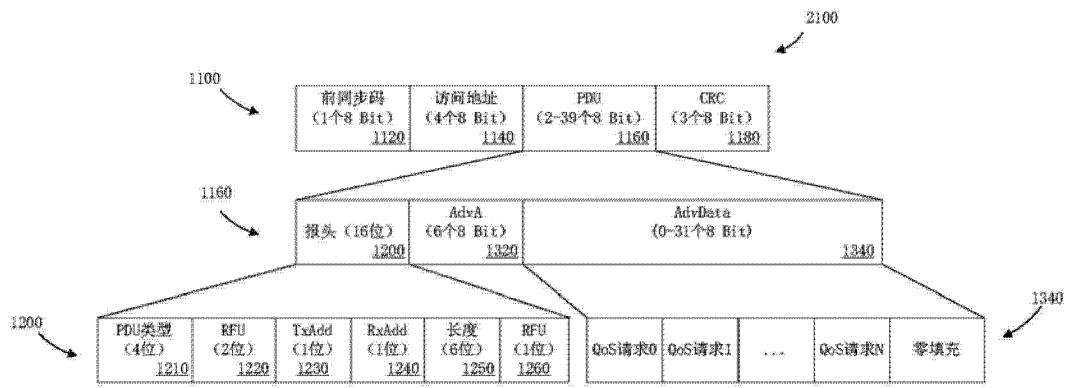 2100
1100
前同步码 访问地址 PDU CRC
(1个8 Bit) (4个8 Bit) (2-39个8 Bit) (3个8 Bit)
1120 1140 1160 1180
1160
AdvA AdvData
报头 (16位) (6个8 Bit) (0-31个8 Bit)
1200 1320 1340
1200 1340
PDU类型 RFU TxAdd RxAdd 长度 RFU
(4位) (2位) (1位) (1位) (6位) (1位) QoS请求0 QoS请求1 ... QoS请求N 零填充
1210 1220 1230 1240 1250 1260